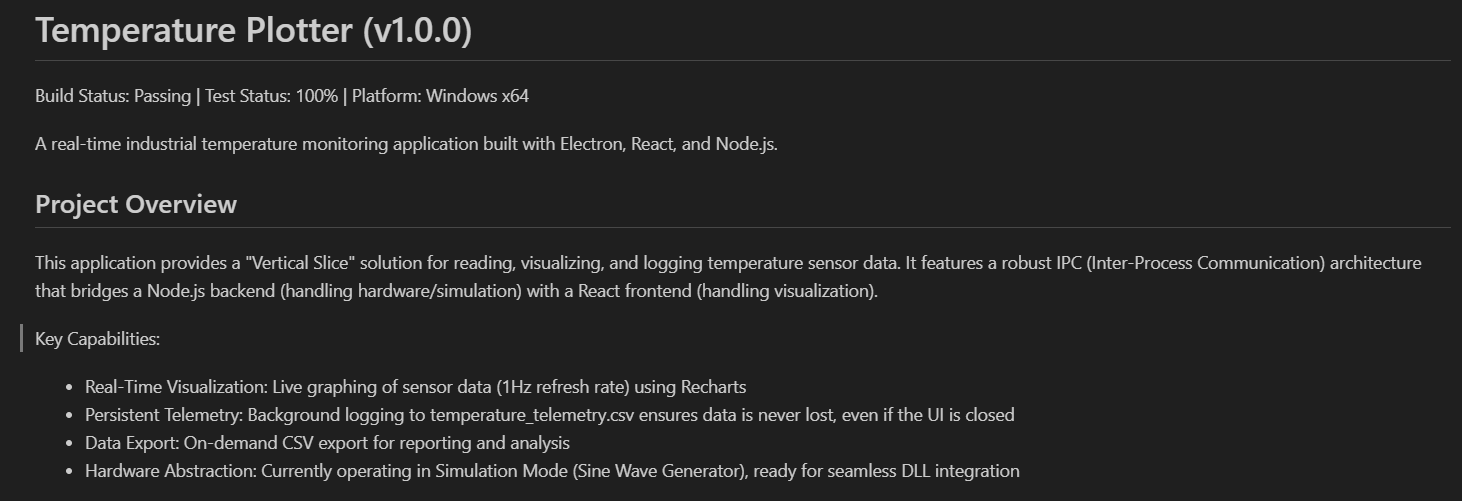 Temperature Plotter (v1.0.0)
Build Status: Passing | Test Status: 100% | Platform: Windows x64
A real-time industrial temperature monitoring application built with Electron, React, and Node.js.
Project Overview
This application provides a "Vertical Slice" solution for reading, visualizing, and logging temperature sensor data. It features a robust IPC (Inter-Process Communication) architecture
that bridges a Node.js backend (handling hardware/simulation) with a React frontend (handling visualization).
Key Capabilities:
• Real-Time Visualization: Live graphing of sensor data (1Hz refresh rate) using Recharts
• Persistent Telemetry: Background logging to temperature_telemetry.csv ensures data is never lost, even if the UI is closed
• Data Export: On-demand CSV export for reporting and analysis
• Hardware Abstraction: Currently operating in Simulation Mode (Sine Wave Generator), ready for seamless DLL integration